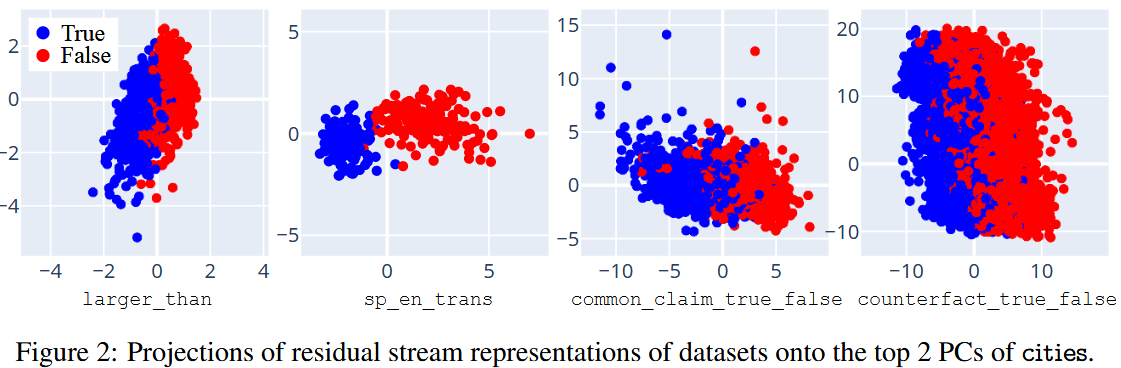 True
False
2
0
−2
−4
−4 −2 0 2 4
larger_than
5
0
−5
0 5
sp_en_trans
15
10
5
0
−5
−10 −5 0 5
common_claim_true_false
20
10
0
−10
−10 0 10
counterfact_true_false
Figure 2: Projections of residual stream representations of datasets onto the top 2 PCs of cities.